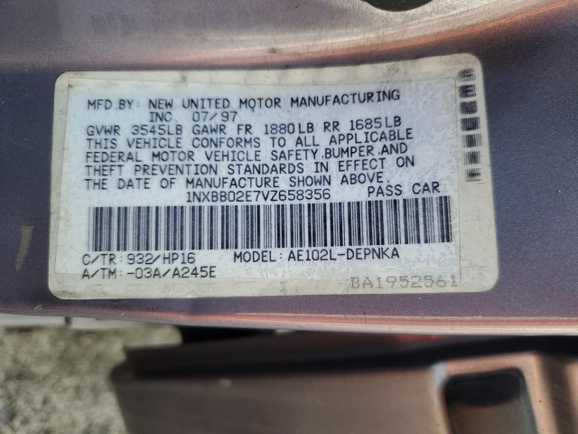 MFD.BY: NEW UNITED MOTOR MANUFACTURING
INC. 07/97
GVWR 3545LB GAWR FR 1880LB RR 1685LB
THIS VEHICLE CONFORMS TO ALL APPLICABLE
FEDERAL MOTOR VEHICLE SAFETY,BUMPER,AND
THEFT PREVENTION STANDARDS IN EFFECT ON
THE DATE OF MANUFACTURE SHOWN ABOVE.
1NXBB02E7VZ658356 PASS CAR
C/TR: 932/HP16 MODEL: AE102L-DEPNKA
A/TM: -03A/A245E
BA1952561